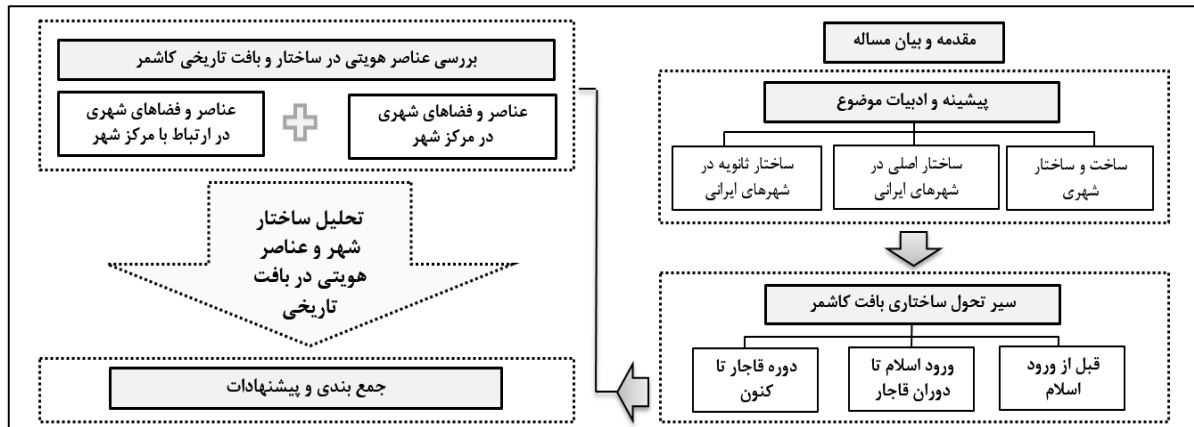 مقدمه و بیان مساله
پیشینه و ادبیات موضوع
ساخت و ساختار
شهری
ساختار اصلی در
شهرهای ایرانی
ساختار ثانویه در
شهرهای ایرانی
سیر تحول ساختاری بافت کاشمر
قبل از ورود
اسلام
ورود اسلام تا
دوران قاجار
دوره قاجار تا
کنون
بررسی عناصر هویتی در ساختار و بافت تاریخی کاشمر
عناصر و فضاهای شهری
در مرکز شهر
عناصر و فضاهای شهری
در ارتباط با مرکز شهر
تحلیل ساختار
شهر و عناصر
هویتی در بافت
تاریخی
جمع بندی و پیشنهادات